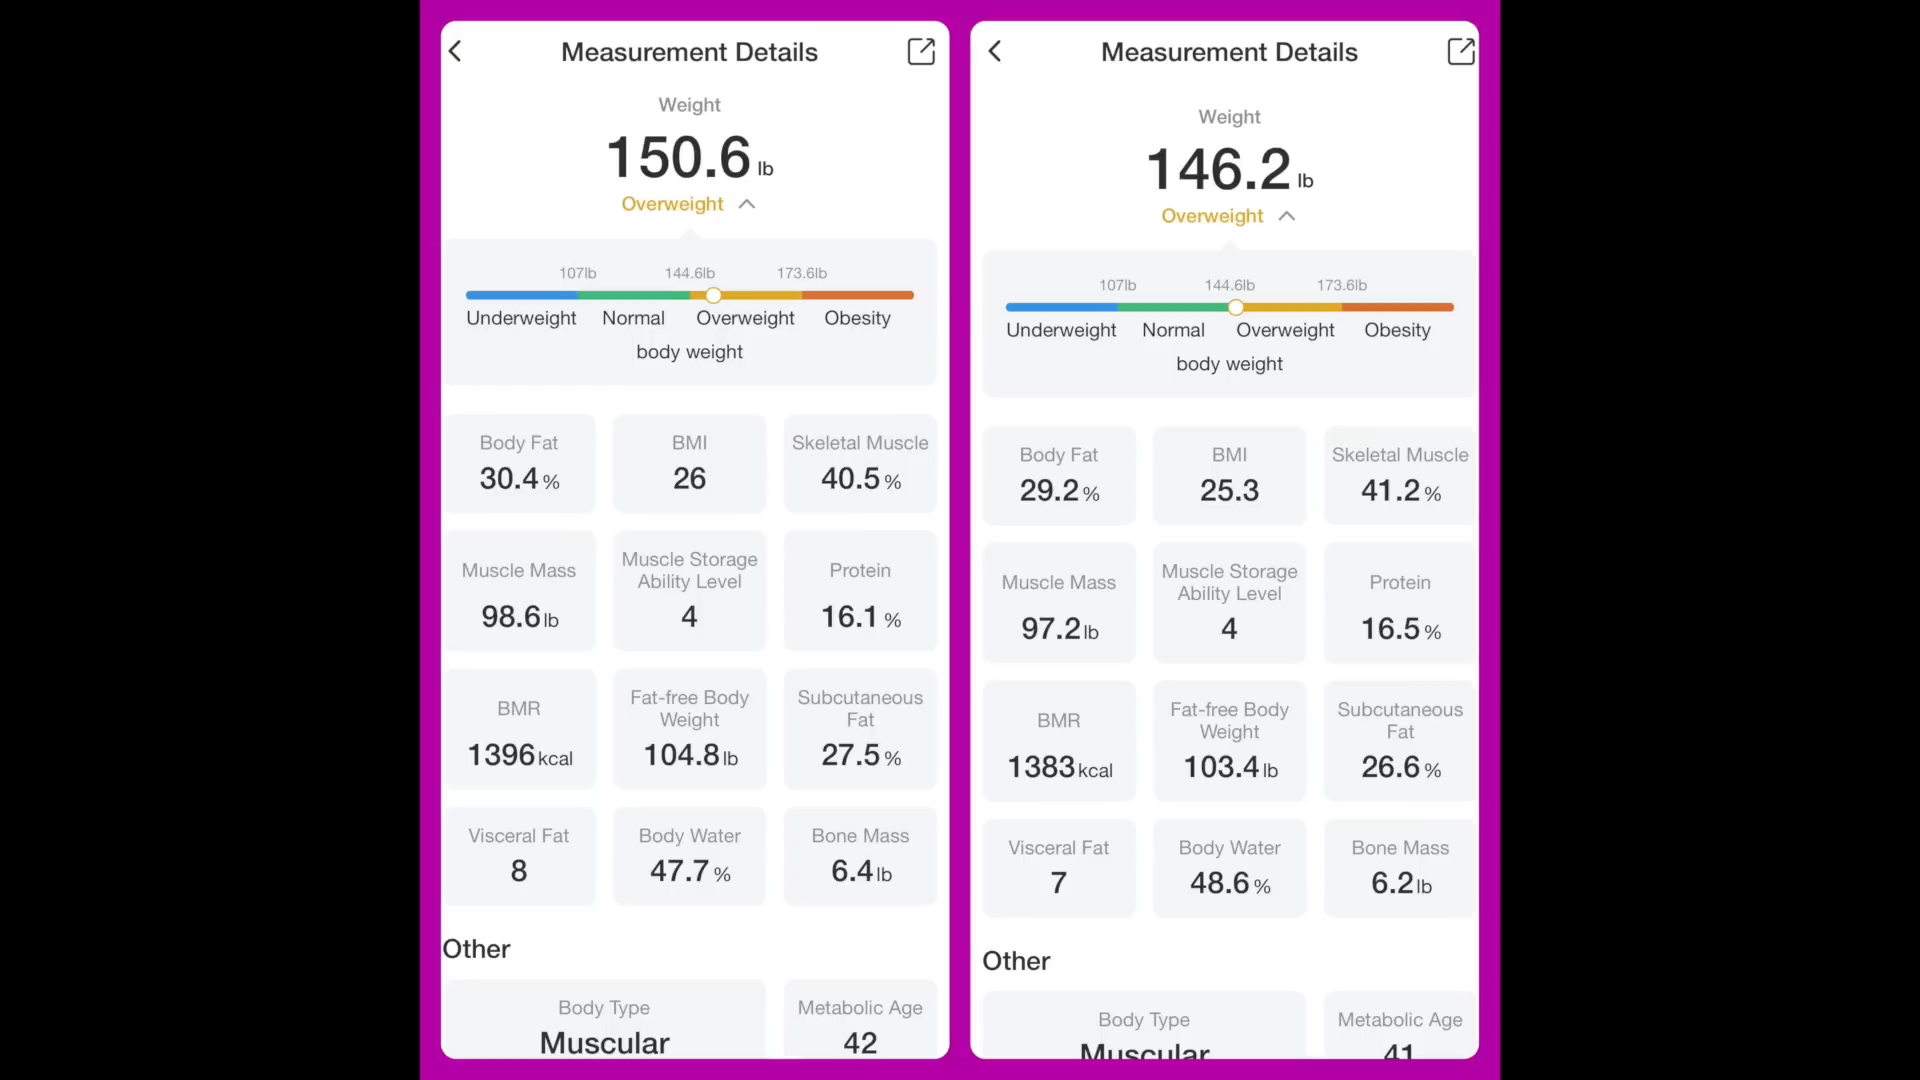 Measurement Details
Weight
150.6 lb
Overweight
107lb 144.6lb 173.6lb
Underweight Normal Overweight Obesity
body weight
Body Fat BMI Skeletal Muscle
30.4 % 26 40.5 %
Muscle Mass Muscle Storage Ability Level Protein
98.6 lb 4 16.1 %
BMR Fat-free Body Weight Subcutaneous Fat
1396 kcal 104.8 lb 27.5 %
Visceral Fat Body Water Bone Mass
8 47.7 % 6.4 lb
Other
Body Type Metabolic Age
Muscular 42
Measurement Details
Weight
146.2 lb
Overweight
107lb 144.6lb 173.6lb
Underweight Normal Overweight Obesity
body weight
Body Fat BMI Skeletal Muscle
29.2 % 25.3 41.2 %
Muscle Mass Muscle Storage Ability Level Protein
97.2 lb 4 16.5 %
BMR Fat-free Body Weight Subcutaneous Fat
1383 kcal 103.4 lb 26.6 %
Visceral Fat Body Water Bone Mass
7 48.6 % 6.2 lb
Other
Body Type Metabolic Age
Muscular 41